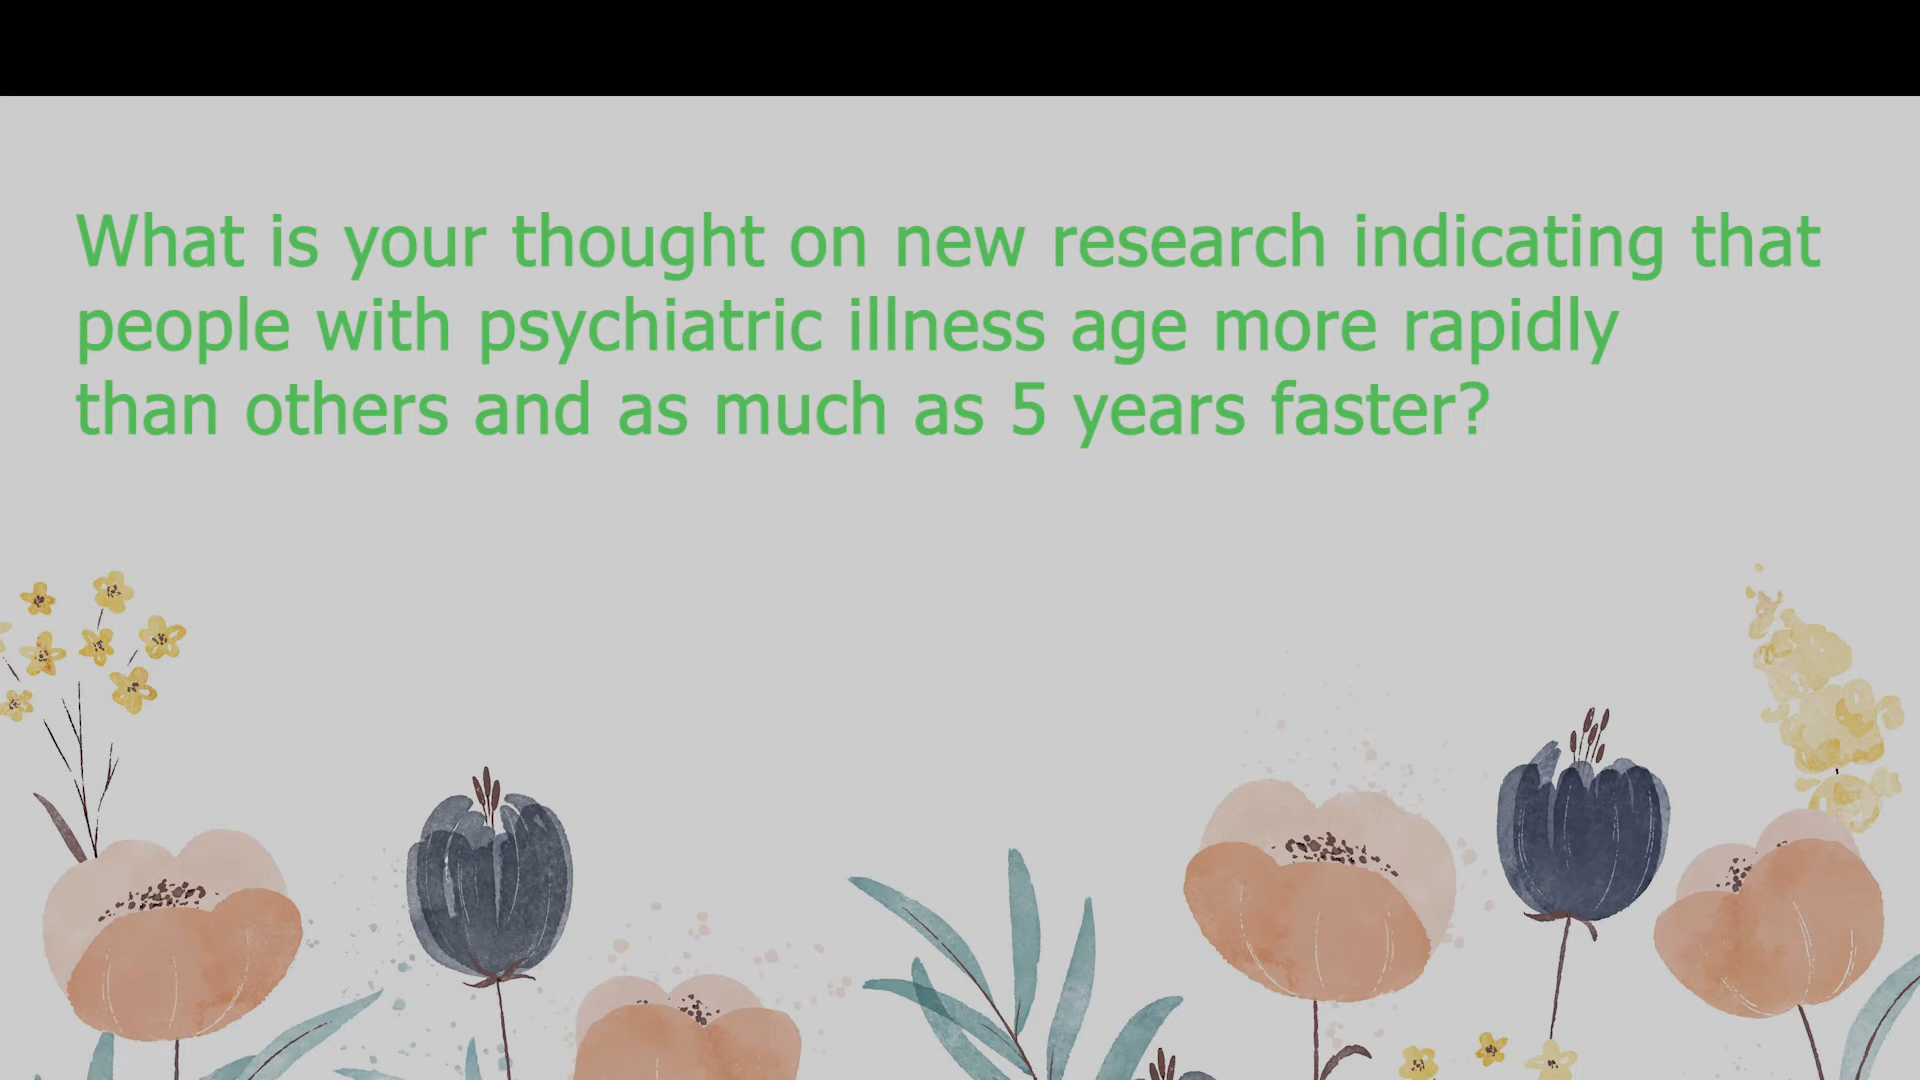 What is your thought on new research indicating that
people with psychiatric illness age more rapidly
than others and as much as 5 years faster?